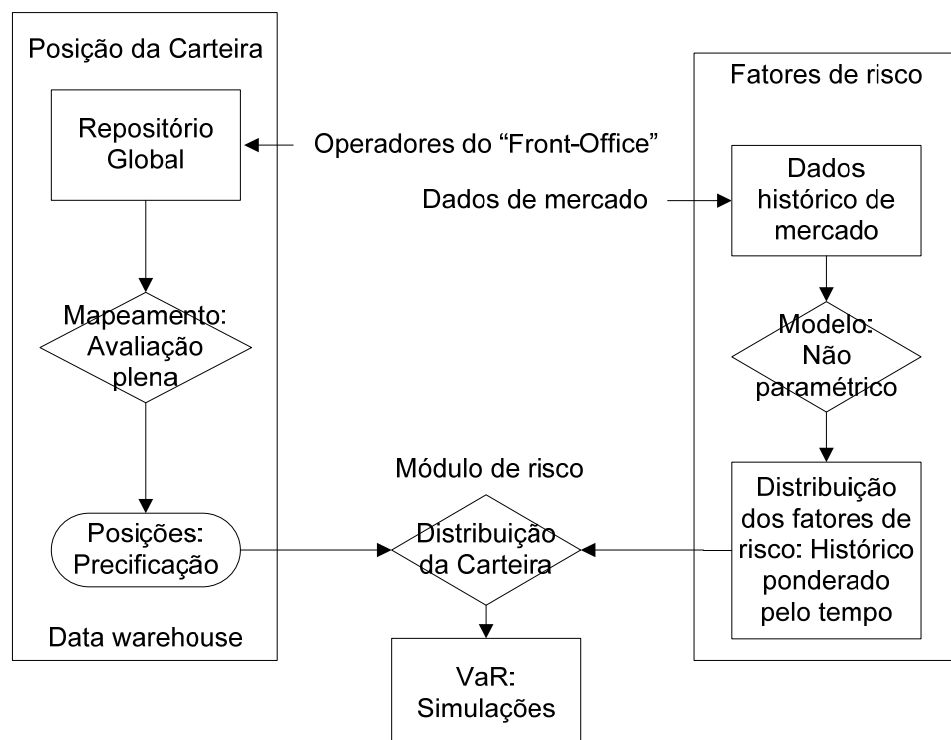 Posição da Carteira
Repositório
Global
Operadores do “Front-Office”
Mapeamento:
Avaliação
plena
Posições:
Precificação
Data warehouse
Fatores de risco
Dados de mercado
Dados
histórico de
mercado
Modelo:
Não
paramétrico
Distribuição
dos fatores de
risco: Histórico
ponderado
pelo tempo
Módulo de risco
Distribuição
da Carteira
VaR:
Simulações